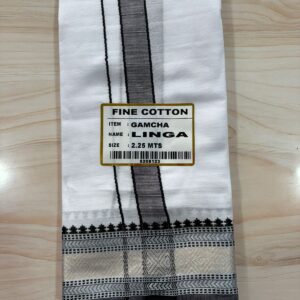 FINE COTTON
ITEM : GAMCHA
NAME : LINGA
SIZE : 2.25 MTS